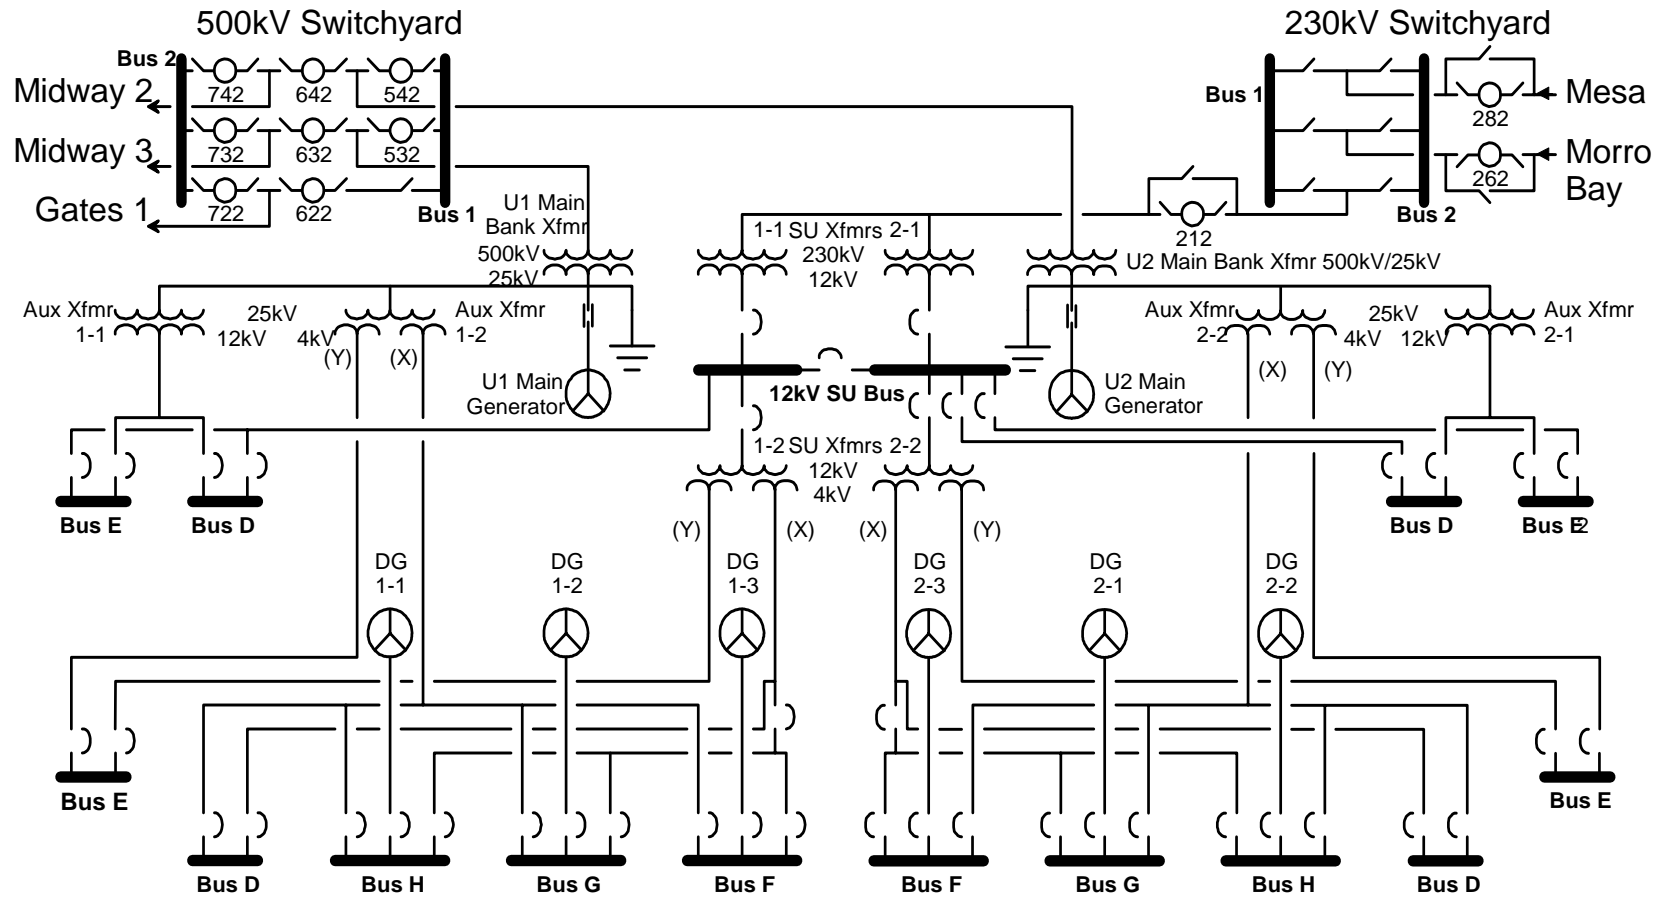 500kV Switchyard
230kV Switchyard
Bus 2
Midway 2
742
642
542
Midway 3
732
632
532
Gates 1
722
622
Bus 1
Bus 1
Mesa
282
Morro
Bay
262
Bus 2
212
U1 Main
Bank Xfmr
500kV
25kV
1-1 SU Xfmrs 2-1
230kV
12kV
U2 Main Bank Xfmr 500kV/25kV
Aux Xfmr
1-1
25kV
12kV
4kV
Aux Xfmr
1-2
(Y)
(X)
U1 Main
Generator
12kV SU Bus
U2 Main
Generator
Aux Xfmr
2-2
25kV
4kV
12kV
Aux Xfmr
2-1
(X)
(Y)
1-2 SU Xfmrs 2-2
12kV
4kV
Bus E
Bus D
(Y)
(X)
(X)
(Y)
Bus D
Bus E2
DG
1-1
DG
1-2
DG
1-3
DG
2-3
DG
2-1
DG
2-2
Bus E
Bus E
Bus D
Bus H
Bus G
Bus F
Bus F
Bus G
Bus H
Bus D